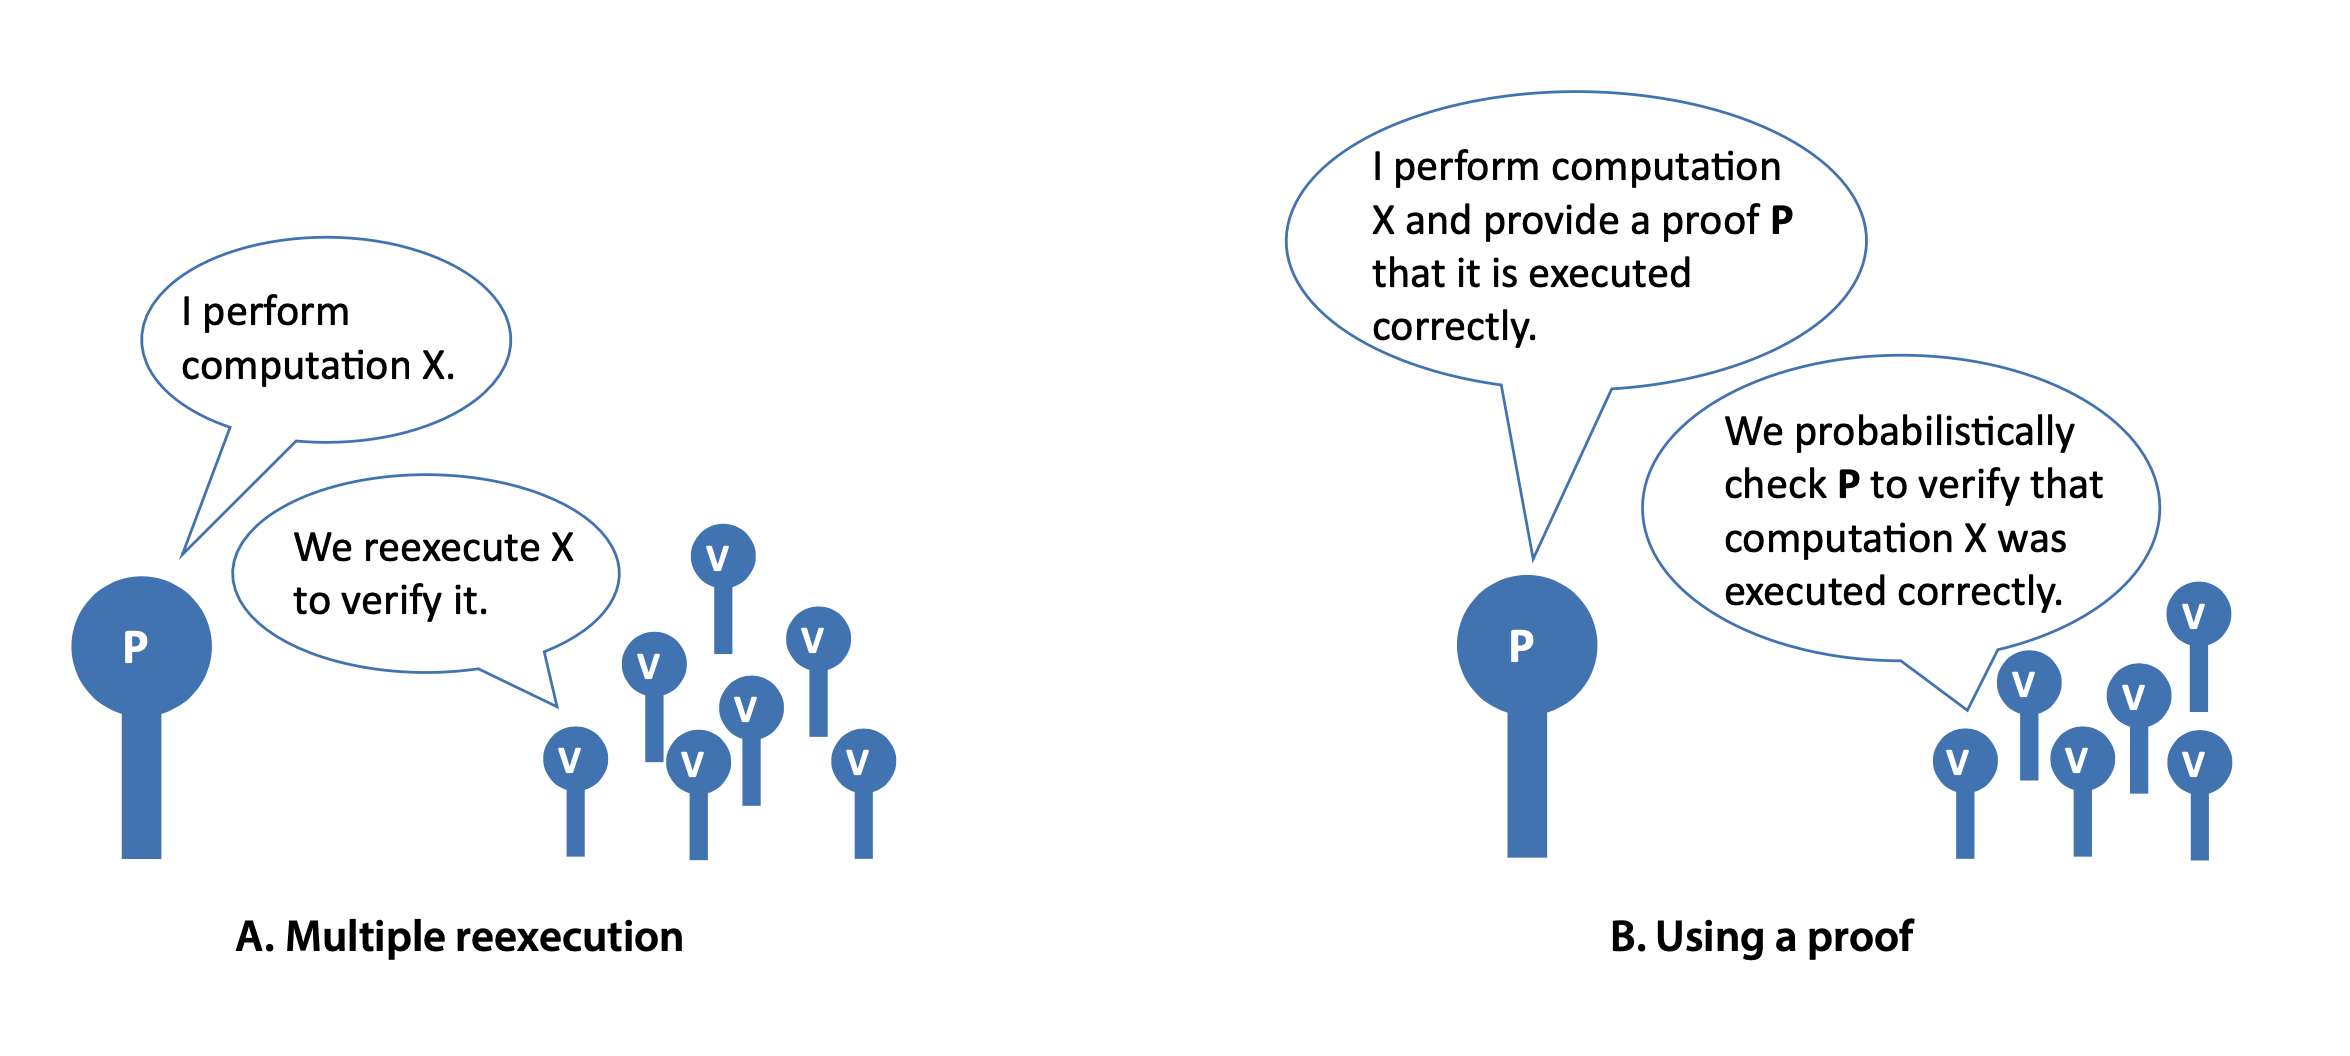 I perform
computation X.
We reexecute X
to verify it.
P
V
V
V
V
V
V
V
A. Multiple reexecution
I perform computation
X and provide a proof P
that it is executed
correctly.
We probabilistically
check P to verify that
computation X was
executed correctly.
P
V
V
V
V
V
V
B. Using a proof